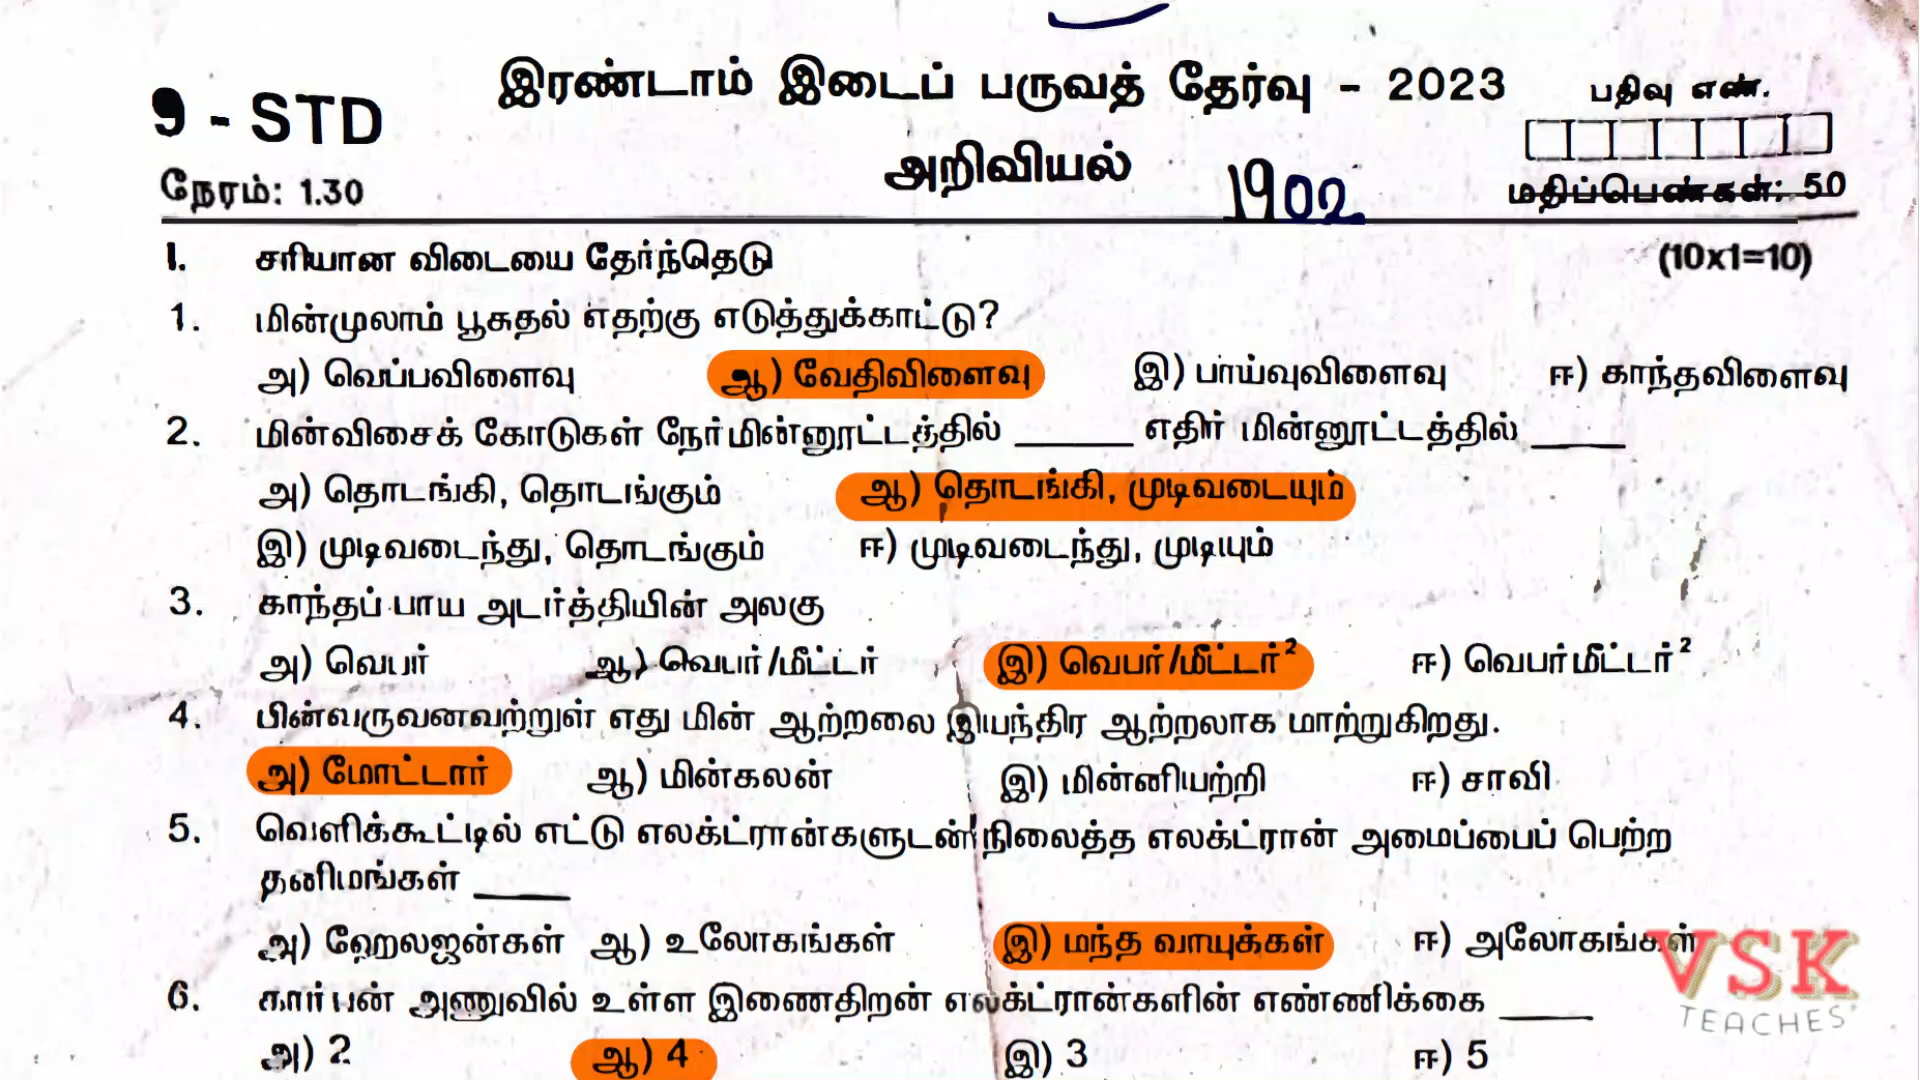 இரண்டாம் இடைப் பருவத் தேர்வு - 2023
9 - STD
பதிவு எண்.
அறிவியல்
1902
நேரம்: 1.30
மதிப்பெண்கள்: 50
I. சரியான விடையை தேர்ந்தெடு (10x1=10)
1. மின்முலாம் பூசுதல் எதற்கு எடுத்துக்காட்டு?
அ) வெப்பவிளைவு ஆ) வேதிவிளைவு இ) பாய்வுவிளைவு ஈ) காந்தவிளைவு
2. மின்விசைக் கோடுகள் நேர்மின்னூட்டத்தில் ______ எதிர் மின்னூட்டத்தில் _____
அ) தொடங்கி, தொடங்கும் ஆ) தொடங்கி, முடிவடையும்
இ) முடிவடைந்து, தொடங்கும் ஈ) முடிவடைந்து, முடியும்
3. காந்தப் பாய அடர்த்தியின் அலகு
அ) வெபர் ஆ) வெபர்/மீட்டர் இ) வெபர்/மீட்டர்² ஈ) வெபர்மீட்டர்²
4. பின்வருவனவற்றுள் எது மின் ஆற்றலை இயந்திர ஆற்றலாக மாற்றுகிறது.
அ) மோட்டார் ஆ) மின்கலன் இ) மின்னியற்றி ஈ) சாவி
5. வெளிக்கூட்டில் எட்டு எலக்ட்ரான்களுடன் நிலைத்த எலக்ட்ரான் அமைப்பைப் பெற்ற
தனிமங்கள் _____
அ) ஹேலஜன்கள் ஆ) உலோகங்கள் இ) மந்த வாயுக்கள் ஈ) அலோகங்கள்
6. கார்பன் அணுவில் உள்ள இணைதிறன் எலக்ட்ரான்களின் எண்ணிக்கை _____
அ) 2 ஆ) 4 இ) 3 ஈ) 5
VSK
TEACHES